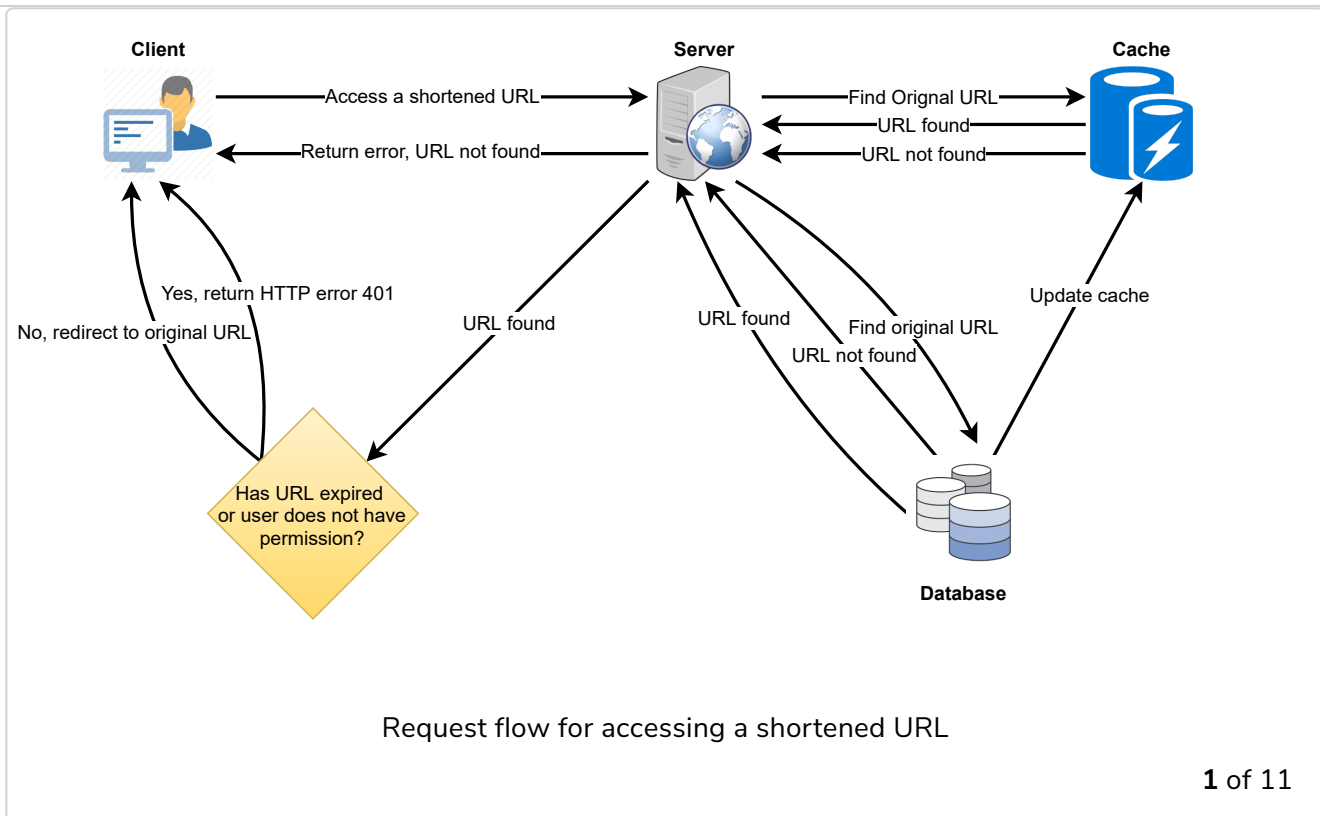 Client
Server
Cache
Access a shortened URL
Find Orignal URL
URL found
Return error, URL not found
URL not found
Yes, return HTTP error 401
No, redirect to original URL
URL found
URL found
Find original URL
URL not found
Update cache
Has URL expired
or user does not have
permission?
Database
Request flow for accessing a shortened URL
1 of 11